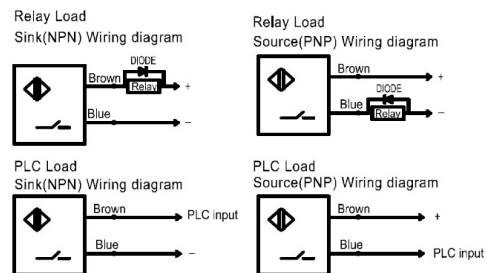 Relay Load
Sink(NPN) Wiring diagram
DIODE
Brown
Relay
+
Blue
–
Relay Load
Source(PNP) Wiring diagram
Brown
+
DIODE
Blue
Relay
–
PLC Load
Sink(NPN) Wiring diagram
Brown
PLC input
Blue
–
PLC Load
Source(PNP) Wiring diagram
Brown
+
Blue
PLC input